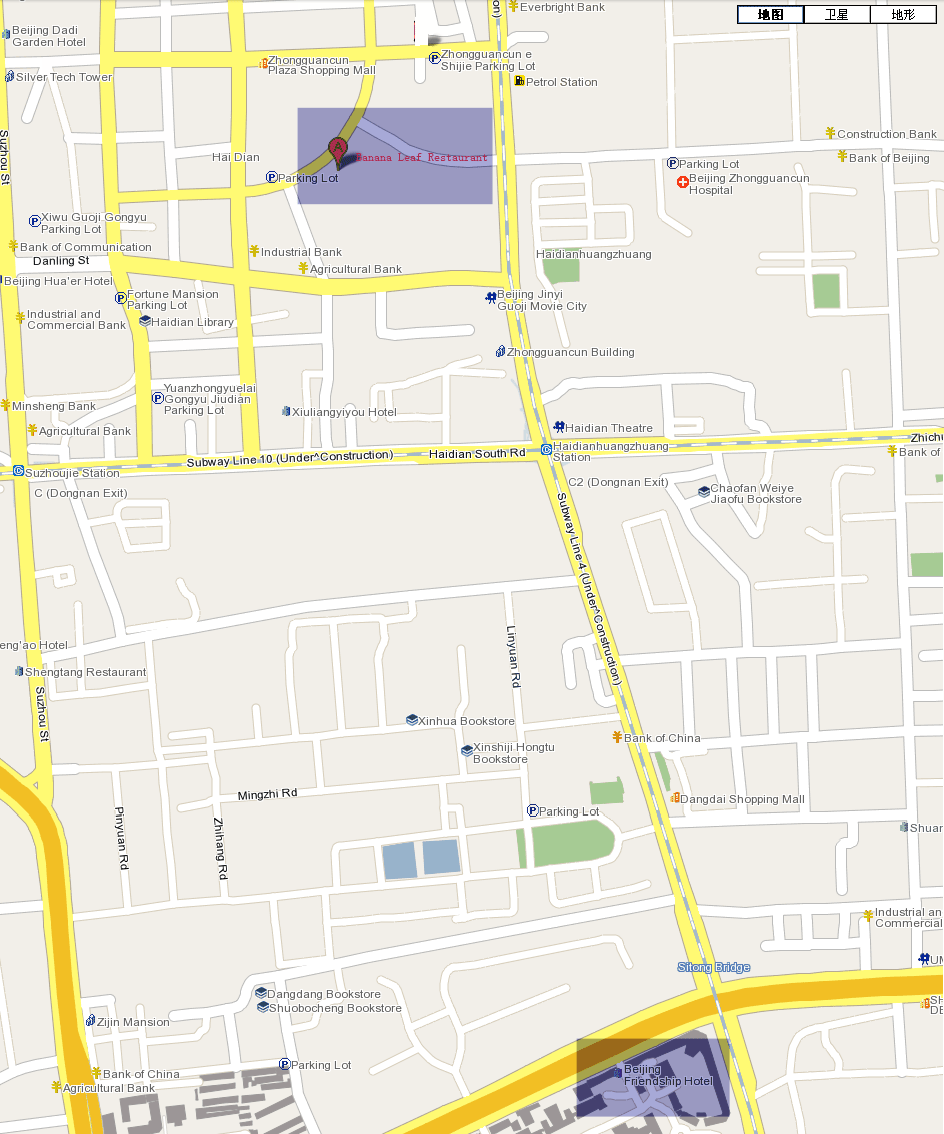 on)
Everbright Bank
地图
卫星
地形
Beijing Dadi
Garden Hotel
Zhongguancun
Plaza Shopping Mall
Zhongguancun e
Shijie Parking Lot
Silver Tech Tower
Petrol Station
Suzhou St
Construction Bank
Bank of Beijing
Hai Dian
A
Banana Leaf Restaurant
Parking Lot
Parking Lot
Beijing Zhongguancun
Hospital
Xiwu Guoji Gongyu
Parking Lot
Bank of Communication
Danling St
Industrial Bank
Agricultural Bank
Haidianhuangzhuang
Beijing Hua'er Hotel
Fortune Mansion
Parking Lot
Beijing Jinyi
Guoji Movie City
Industrial and
Commercial Bank
Haidian Library
Zhongguancun Building
Yuanzhongyuelai
Gongyu Jiudian
Parking Lot
Minsheng Bank
Xiuliangyiyou Hotel
Agricultural Bank
Haidian Theatre
Haidianhuangzhuang
Station
Zhichu
Bank of
Subway Line 10 (Under^Construction)
Haidian South Rd
Suzhoujie Station
C (Dongnan Exit)
C2 (Dongnan Exit)
Chaofan Weiye
Jiaofu Bookstore
Subway Line 4 (Under^Construction)
eng'ao Hotel
Shengtang Restaurant
Linyuan Rd
Suzhou St
Xinhua Bookstore
Bank of China
Xinshiji Hongtu
Bookstore
Mingzhi Rd
Pinyuan Rd
Zhihang Rd
Parking Lot
Dangdai Shopping Mall
Shuar
Industrial an
Commercial
Sitong Bridge
UM
Dangdang Bookstore
Shuobocheng Bookstore
SH
DE
Zijin Mansion
Parking Lot
Bank of China
Agricultural Bank
Beijing
Friendship Hotel